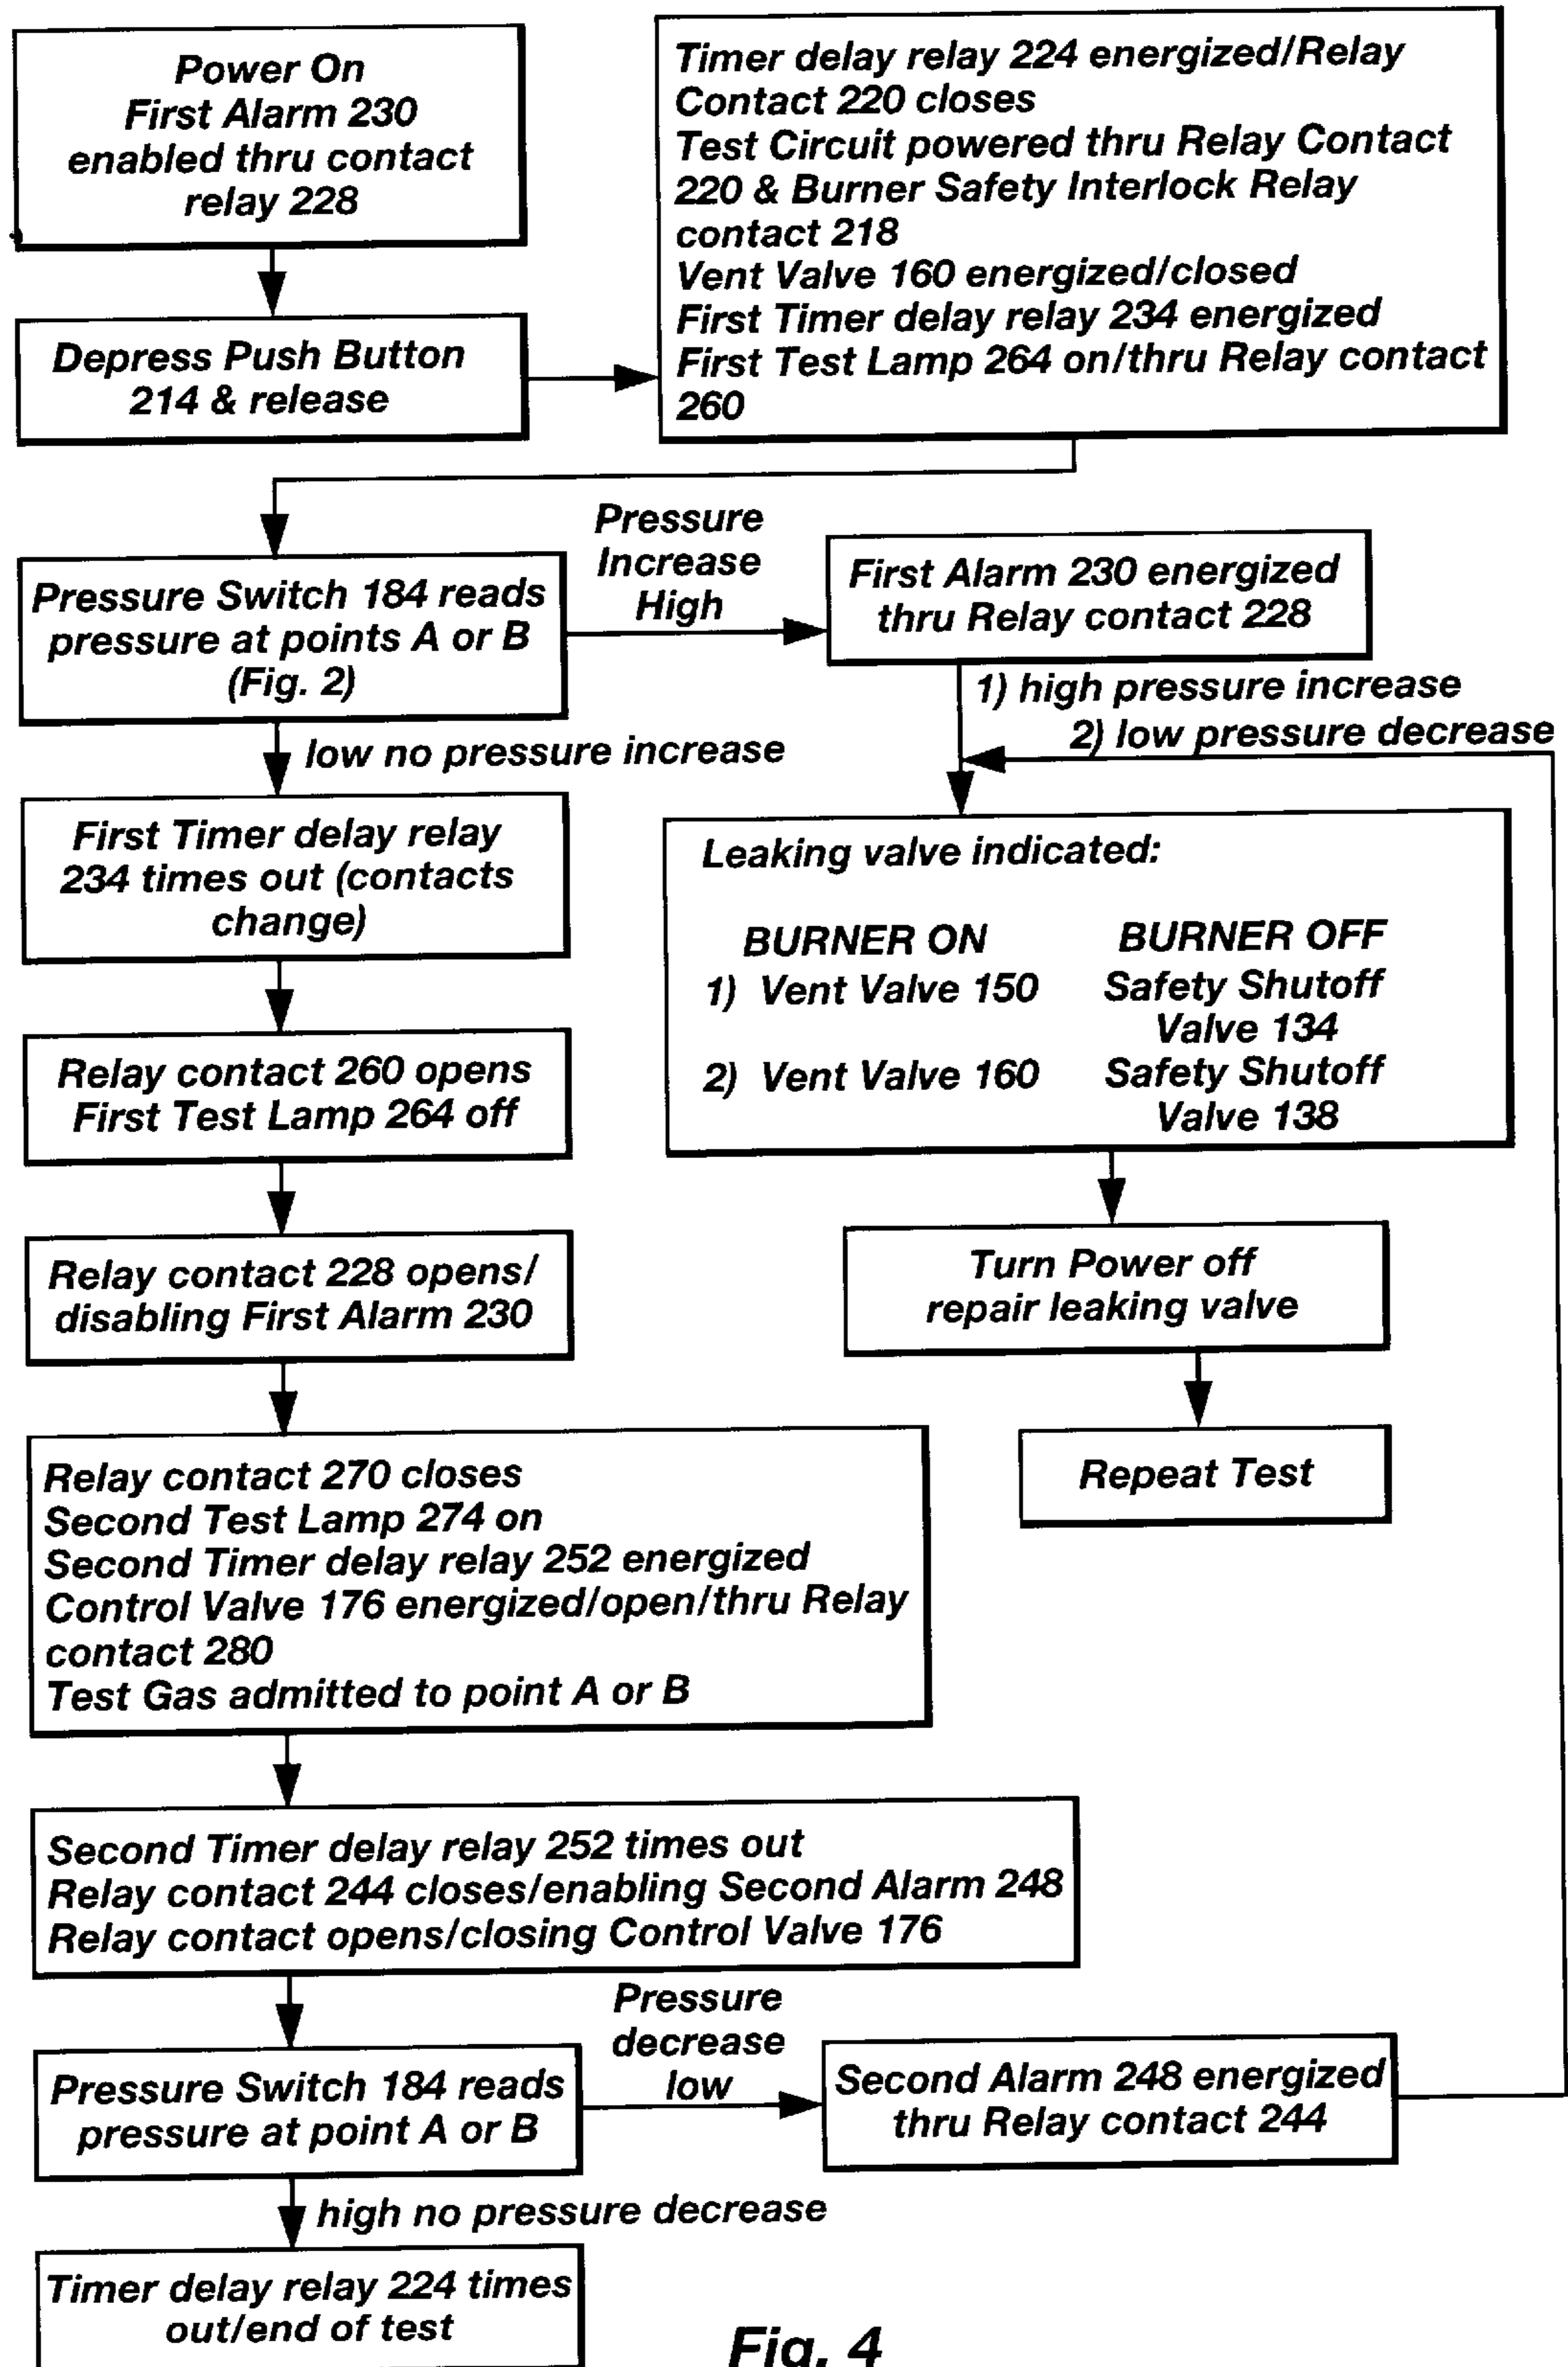 Power On
First Alarm 230
enabled thru contact
relay 228
Timer delay relay 224 energized/Relay
Contact 220 closes
Test Circuit powered thru Relay Contact
220 & Burner Safety Interlock Relay
contact 218
Vent Valve 160 energized/closed
First Timer delay relay 234 energized
First Test Lamp 264 on/thru Relay contact
260
Depress Push Button
214 & release
Pressure Switch 184 reads
pressure at points A or B
(Fig. 2)
Pressure
Increase
High
First Alarm 230 energized
thru Relay contact 228
1) high pressure increase
2) low pressure decrease
low no pressure increase
First Timer delay relay
234 times out (contacts
change)
Leaking valve indicated:
BURNER ON BURNER OFF
1) Vent Valve 150 Safety Shutoff
Valve 134
2) Vent Valve 160 Safety Shutoff
Valve 138
Relay contact 260 opens
First Test Lamp 264 off
Relay contact 228 opens/
disabling First Alarm 230
Turn Power off
repair leaking valve
Repeat Test
Relay contact 270 closes
Second Test Lamp 274 on
Second Timer delay relay 252 energized
Control Valve 176 energized/open/thru Relay
contact 280
Test Gas admitted to point A or B
Second Timer delay relay 252 times out
Relay contact 244 closes/enabling Second Alarm 248
Relay contact opens/closing Control Valve 176
Pressure Switch 184 reads
pressure at point A or B
Pressure
decrease
low
Second Alarm 248 energized
thru Relay contact 244
high no pressure decrease
Timer delay relay 224 times
out/end of test
Fig. 4